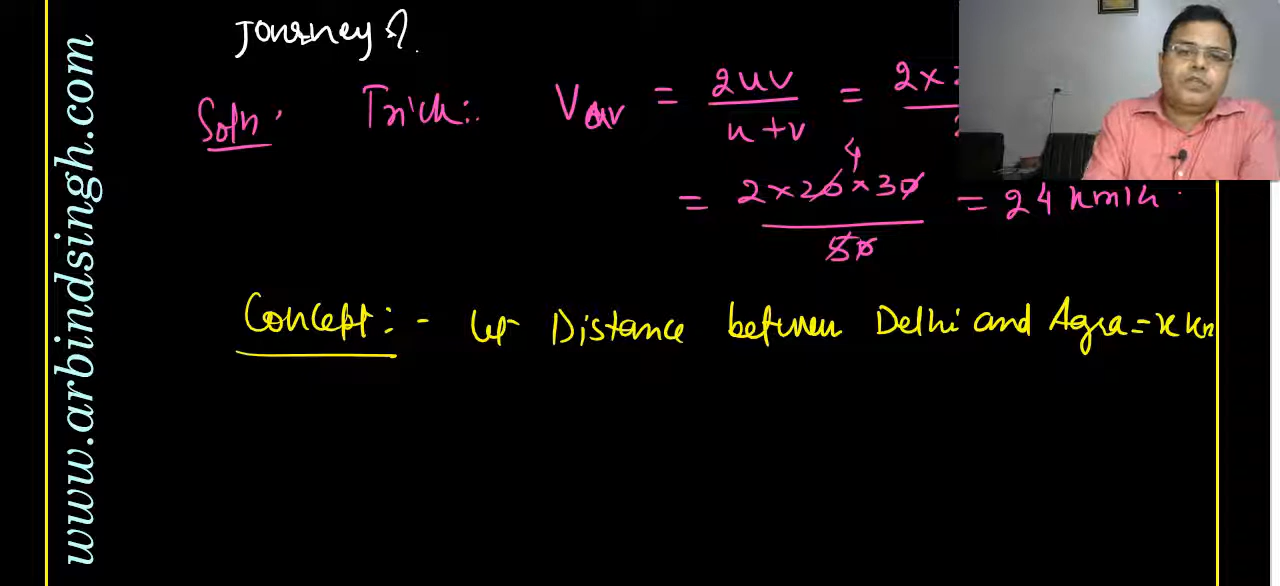 www.arbindsingh.com
Journey?
Soln. Trick:. Vav = 2uv / u+v = 2×
= 2×20×30 / 50 = 24 km/h.
4
Concept:- let Distance between Delhi and Agra = x km